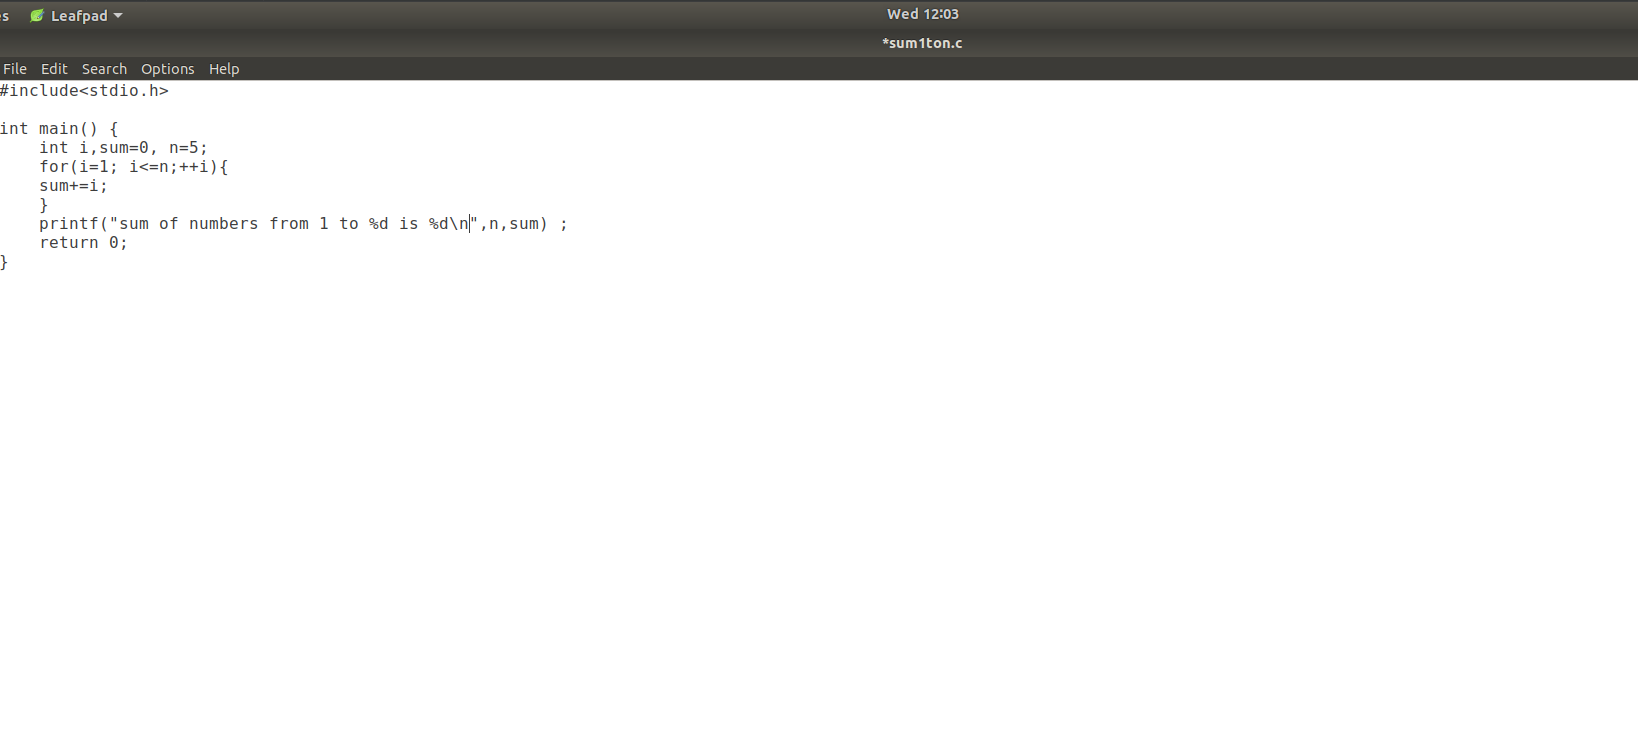 s Leafpad Wed 12:03
*sum1ton.c
File Edit Search Options Help
#include<stdio.h>

int main() {
    int i,sum=0, n=5;
    for(i=1; i<=n;++i){
    sum+=i;
    }
    printf("sum of numbers from 1 to %d is %d\n",n,sum) ;
    return 0;
}